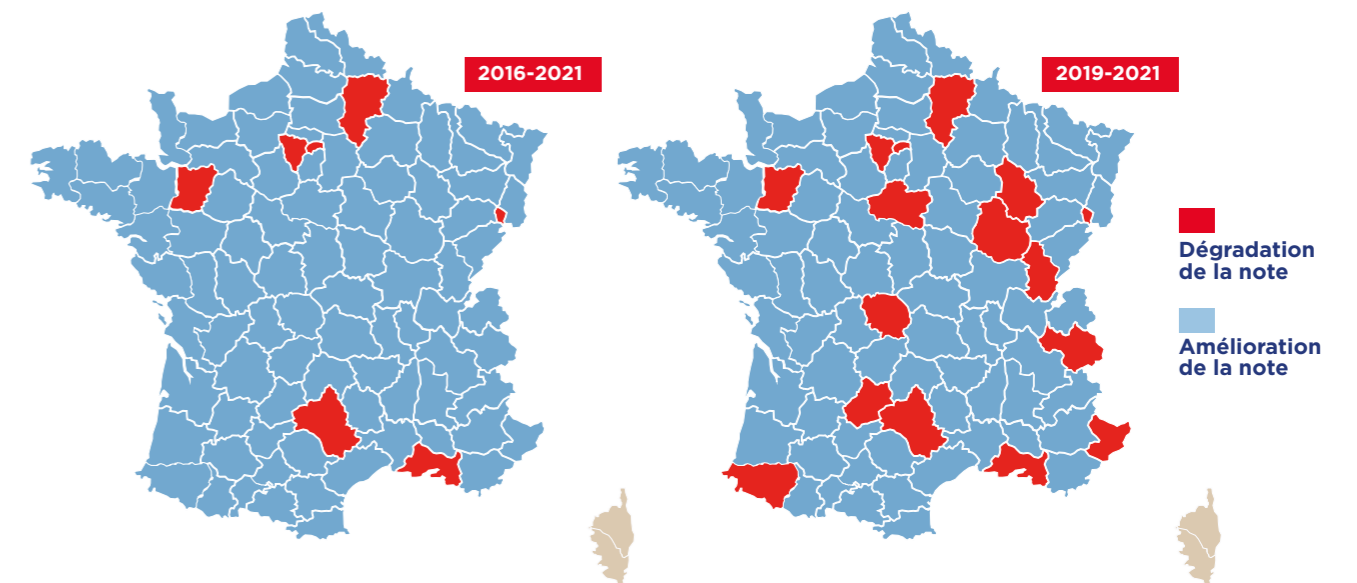 2016-2021
2019-2021
Dégradation
de la note
Amélioration
de la note